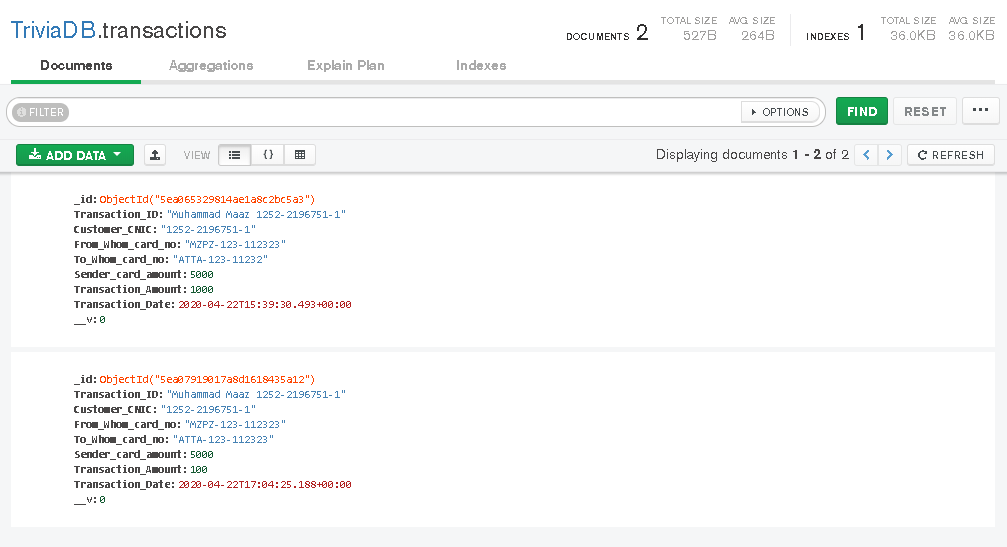 TriviaDB.transactions
DOCUMENTS 2 TOTAL SIZE 527B AVG. SIZE 264B INDEXES 1 TOTAL SIZE 36.0KB AVG. SIZE 36.0KB
Documents Aggregations Explain Plan Indexes
FILTER OPTIONS FIND RESET ...
ADD DATA VIEW {} Displaying documents 1 - 2 of 2 < > REFRESH
_id: ObjectId("5ea065329814ae1a8c2bc5a3")
Transaction_ID: "Muhammad Maaz 1252-2196751-1"
Customer_CNIC: "1252-2196751-1"
From_Whom_card_no: "MZPZ-123-112323"
To_Whom_card_no: "ATTA-123-11232"
Sender_card_amount: 5000
Transaction_Amount: 1000
Transaction_Date: 2020-04-22T15:39:30.493+00:00
__v: 0
_id: ObjectId("5ea07919017a8d1618435a12")
Transaction_ID: "Muhammad Maaz 1252-2196751-1"
Customer_CNIC: "1252-2196751-1"
From_Whom_card_no: "MZPZ-123-112323"
To_Whom_card_no: "ATTA-123-112323"
Sender_card_amount: 5000
Transaction_Amount: 100
Transaction_Date: 2020-04-22T17:04:25.188+00:00
__v: 0